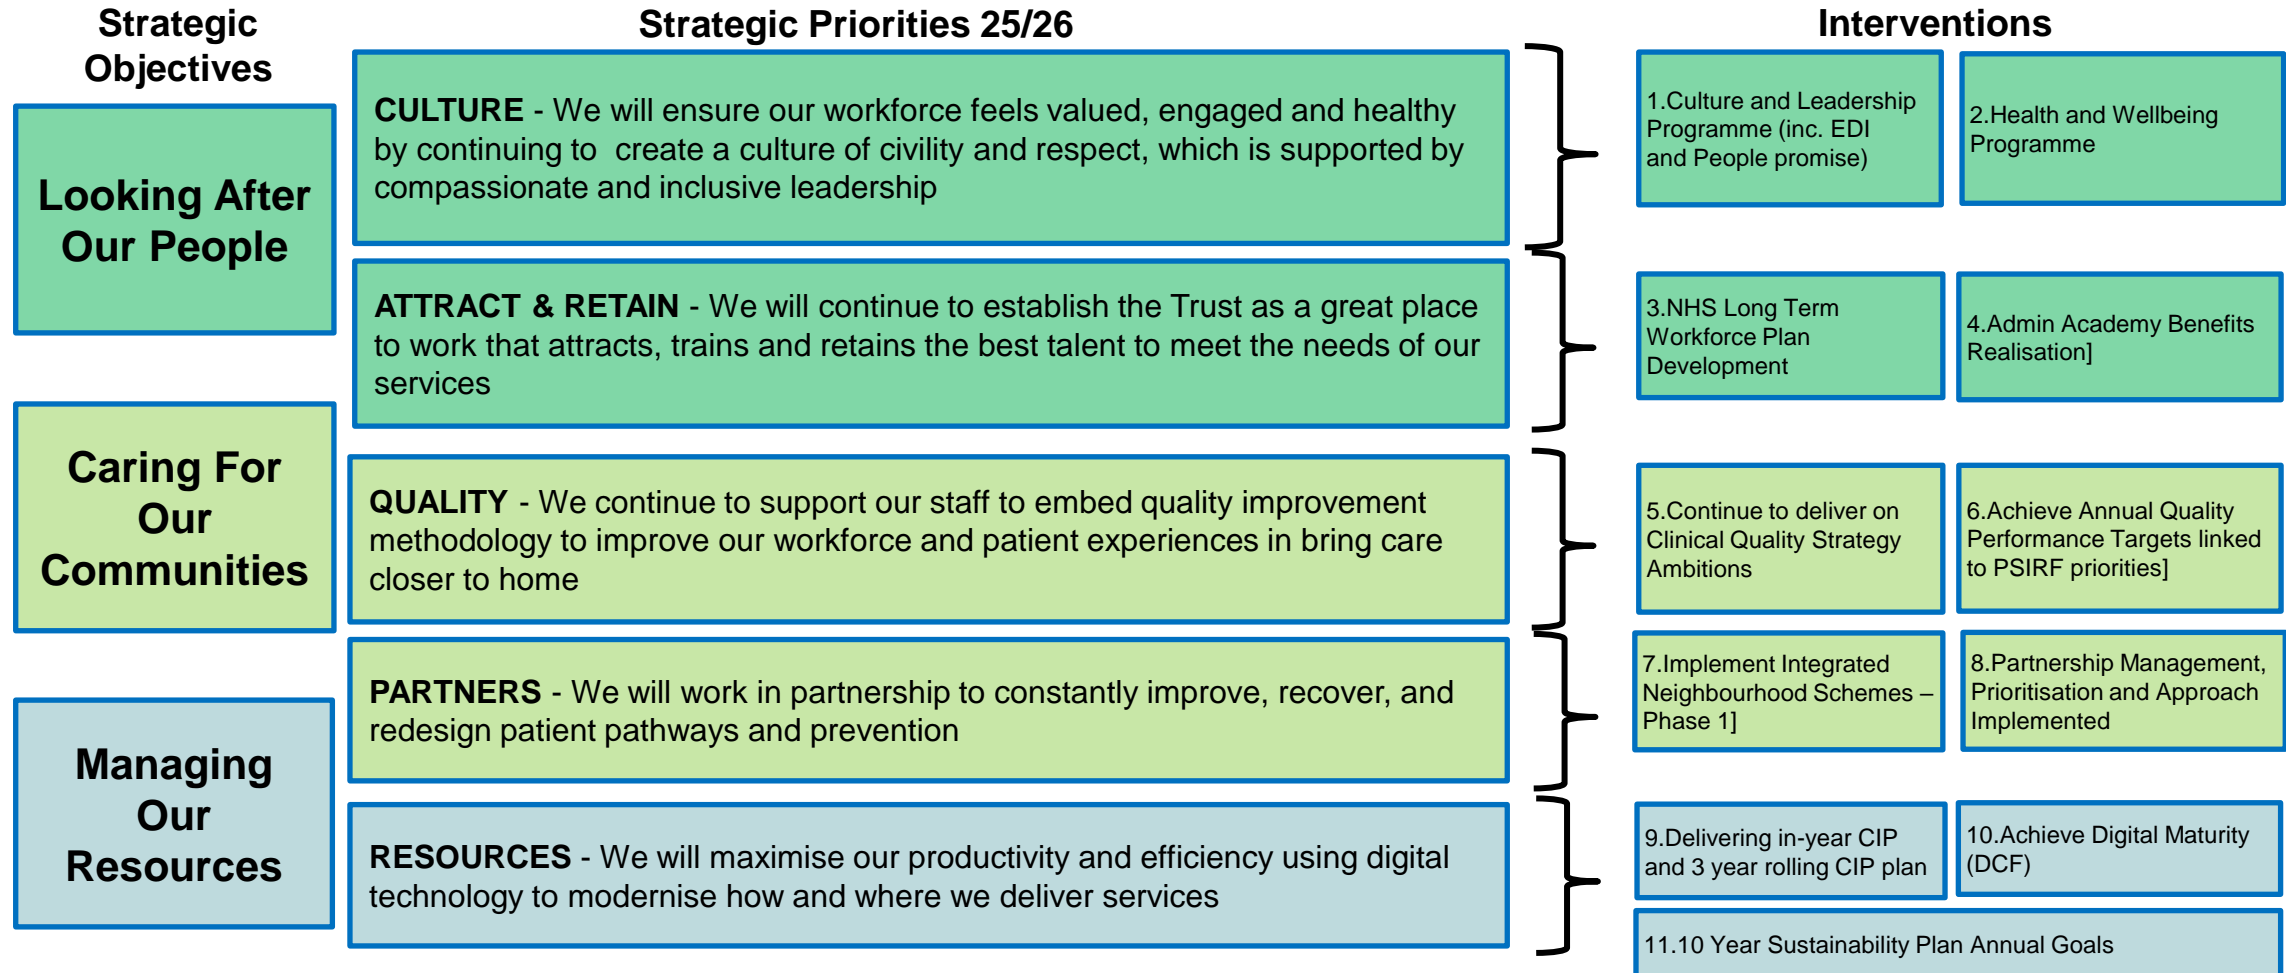 Strategic
Objectives
Strategic Priorities 25/26
Interventions
Looking After
Our People
CULTURE - We will ensure our workforce feels valued, engaged and healthy
by continuing to  create a culture of civility and respect, which is supported by
compassionate and inclusive leadership
1.Culture and Leadership
Programme (inc. EDI
and People promise)
2.Health and Wellbeing
Programme
ATTRACT & RETAIN - We will continue to establish the Trust as a great place
to work that attracts, trains and retains the best talent to meet the needs of our
services
3.NHS Long Term
Workforce Plan
Development
4.Admin Academy Benefits
Realisation]
Caring For
Our
Communities
QUALITY - We continue to support our staff to embed quality improvement
methodology to improve our workforce and patient experiences in bring care
closer to home
5.Continue to deliver on
Clinical Quality Strategy
Ambitions
6.Achieve Annual Quality
Performance Targets linked
to PSIRF priorities]
PARTNERS - We will work in partnership to constantly improve, recover, and
redesign patient pathways and prevention
7.Implement Integrated
Neighbourhood Schemes –
Phase 1]
8.Partnership Management,
Prioritisation and Approach
Implemented
Managing
Our
Resources
RESOURCES - We will maximise our productivity and efficiency using digital
technology to modernise how and where we deliver services
9.Delivering in-year CIP
and 3 year rolling CIP plan
10.Achieve Digital Maturity
(DCF)
11.10 Year Sustainability Plan Annual Goals